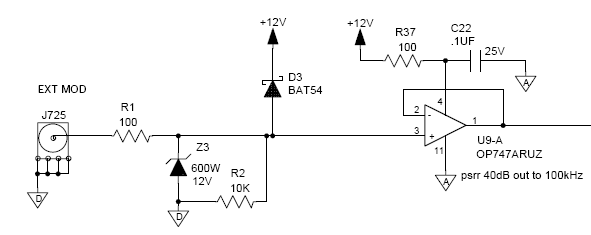 +12V
+12V
C22
.1UF
R37
100
25V
A
D3
BAT54
EXT MOD
J725
R1
100
4
2
-
1
3
+
U9-A
OP747ARUZ
11
Z3
600W
12V
R2
10K
A
psrr 40dB out to 100kHz
D
D